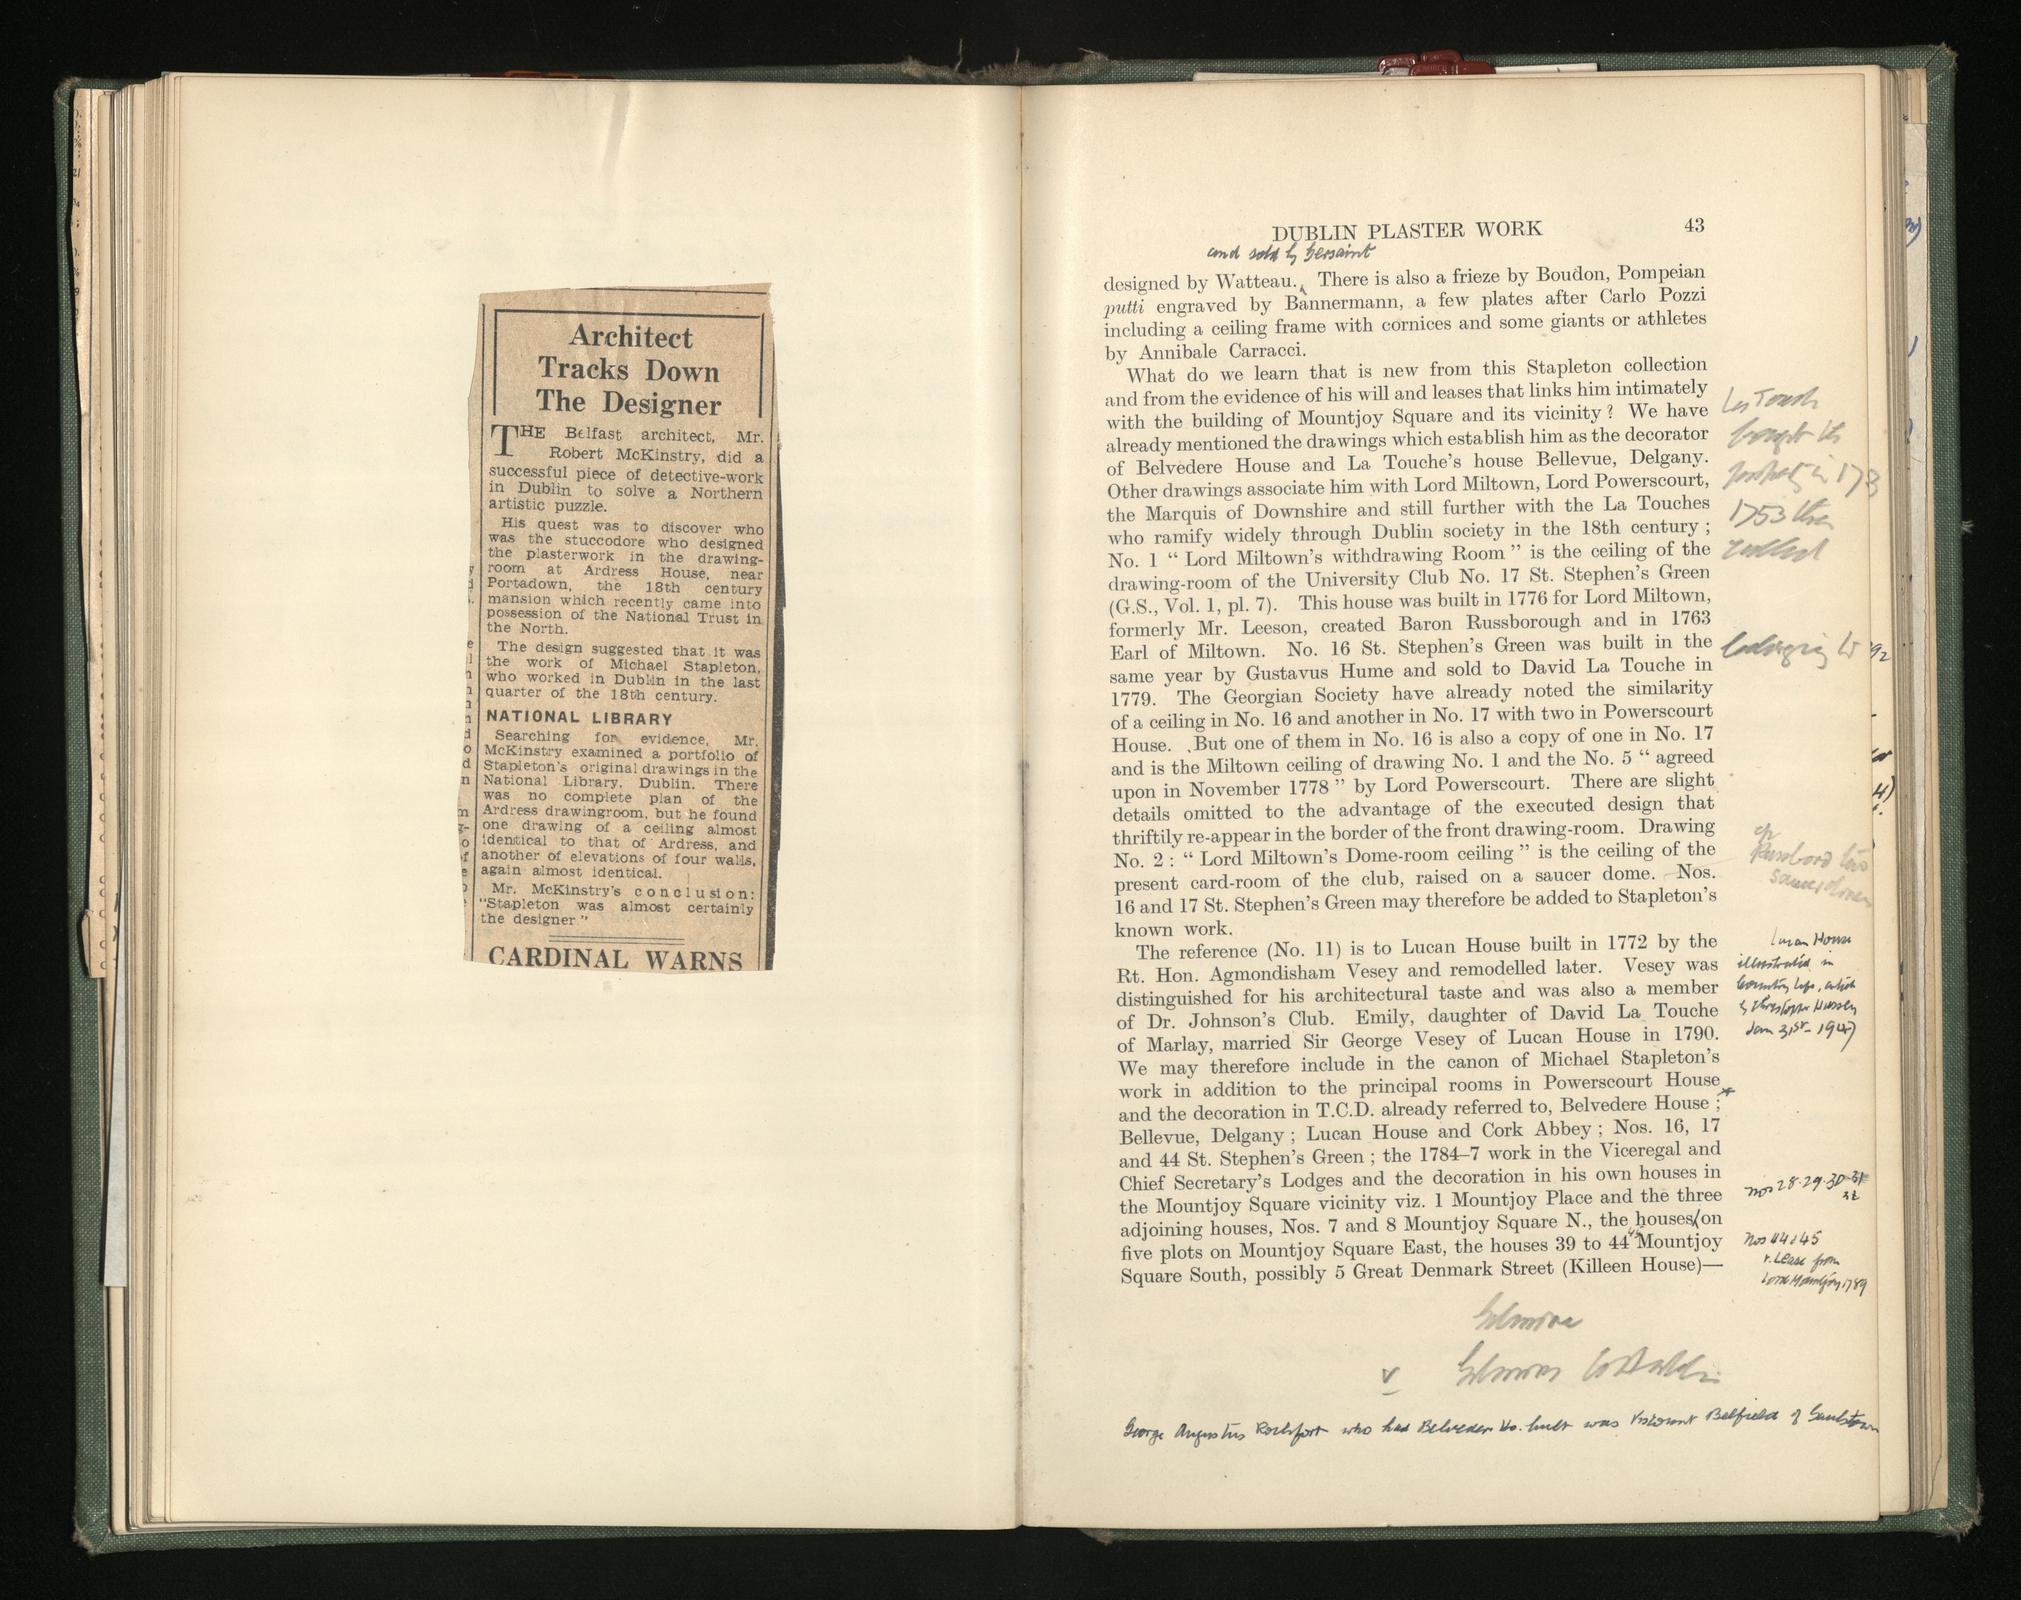 Architect
Tracks Down
The Designer
THE Belfast architect, Mr.
Robert McKinstry, did a
successful piece of detective-work
in Dublin to solve a Northern
artistic puzzle.
His quest was to discover who
was the stuccodore who designed
the plasterwork in the drawing-
room at Ardress House, near
Portadown, the 18th century
mansion which recently came into
possession of the National Trust in
the North.
The design suggested that it was
the work of Michael Stapleton,
who worked in Dublin in the last
quarter of the 18th century.
NATIONAL LIBRARY
Searching for evidence, Mr.
McKinstry examined a portfolio of
Stapleton's original drawings in the
National Library, Dublin. There
was no complete plan of the
Ardress drawingroom, but he found
one drawing of a ceiling almost
identical to that of Ardress, and
another of elevations of four walls,
again almost identical.
Mr. McKinstry's conclusion:
"Stapleton was almost certainly
the designer"
CARDINAL WARNS
DUBLIN PLASTER WORK 43
and sold by Gersaint
designed by Watteau. There is also a frieze by Boudon, Pompeian
putti engraved by Bannermann, a few plates after Carlo Pozzi
including a ceiling frame with cornices and some giants or athletes
by Annibale Carracci.
What do we learn that is new from this Stapleton collection
and from the evidence of his will and leases that links him intimately
with the building of Mountjoy Square and its vicinity ? We have
already mentioned the drawings which establish him as the decorator
of Belvedere House and La Touche's house Bellevue, Delgany.
Other drawings associate him with Lord Miltown, Lord Powerscourt,
the Marquis of Downshire and still further with the La Touches
who ramify widely through Dublin society in the 18th century ;
No. 1 “ Lord Miltown's withdrawing Room ” is the ceiling of the
drawing-room of the University Club No. 17 St. Stephen's Green
(G.S., Vol. 1, pl. 7). This house was built in 1776 for Lord Miltown,
formerly Mr. Leeson, created Baron Russborough and in 1763
Earl of Miltown. No. 16 St. Stephen's Green was built in the
same year by Gustavus Hume and sold to David La Touche in
1779. The Georgian Society have already noted the similarity
of a ceiling in No. 16 and another in No. 17 with two in Powerscourt
House. But one of them in No. 16 is also a copy of one in No. 17
and is the Miltown ceiling of drawing No. 1 and the No. 5 “ agreed
upon in November 1778 ” by Lord Powerscourt. There are slight
details omitted to the advantage of the executed design that
thriftily re-appear in the border of the front drawing-room. Drawing
No. 2 : “ Lord Miltown's Dome-room ceiling ” is the ceiling of the
present card-room of the club, raised on a saucer dome. Nos.
16 and 17 St. Stephen's Green may therefore be added to Stapleton's
known work.
The reference (No. 11) is to Lucan House built in 1772 by the
Rt. Hon. Agmondisham Vesey and remodelled later. Vesey was
distinguished for his architectural taste and was also a member
of Dr. Johnson's Club. Emily, daughter of David La Touche
of Marlay, married Sir George Vesey of Lucan House in 1790.
We may therefore include in the canon of Michael Stapleton's
work in addition to the principal rooms in Powerscourt House
and the decoration in T.C.D. already referred to, Belvedere House ;
Bellevue, Delgany ; Lucan House and Cork Abbey ; Nos. 16, 17
and 44 St. Stephen's Green ; the 1784–7 work in the Viceregal and
Chief Secretary's Lodges and the decoration in his own houses in
the Mountjoy Square vicinity viz. 1 Mountjoy Place and the three
adjoining houses, Nos. 7 and 8 Mountjoy Square N., the houses/on
five plots on Mountjoy Square East, the houses 39 to 44 45 Mountjoy
Square South, possibly 5 Great Denmark Street (Killeen House)—
La Touche
bought
in 173
1753
saucer domes
Lucan House
illustrated in
Country Life, article
by Christopher Hussey
Jan 31st - 1947
nos 28·29·30·31
32
Nos 44 & 45
v. Lease from
Lord Mountjoy 1789
George Augustus Rochfort who had Belvedere Ho. built was Viscount Belfield of Gaulstown